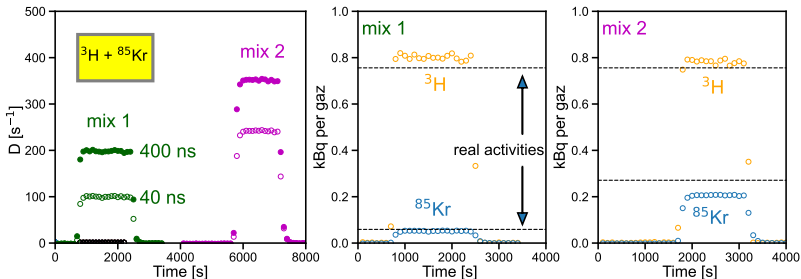 500
400
300
200
100
0
D [s⁻¹]
³H + ⁸⁵Kr
mix 1
mix 2
400 ns
40 ns
0 2000 4000 6000 8000
Time [s]
mix 1
1.0
0.8
0.6
0.4
0.2
0.0
kBq per gaz
³H
real activities
⁸⁵Kr
0 1000 2000 3000 4000
Time [s]
mix 2
1.0
0.8
0.6
0.4
0.2
0.0
kBq per gaz
³H
⁸⁵Kr
0 1000 2000 3000 4000
Time [s]